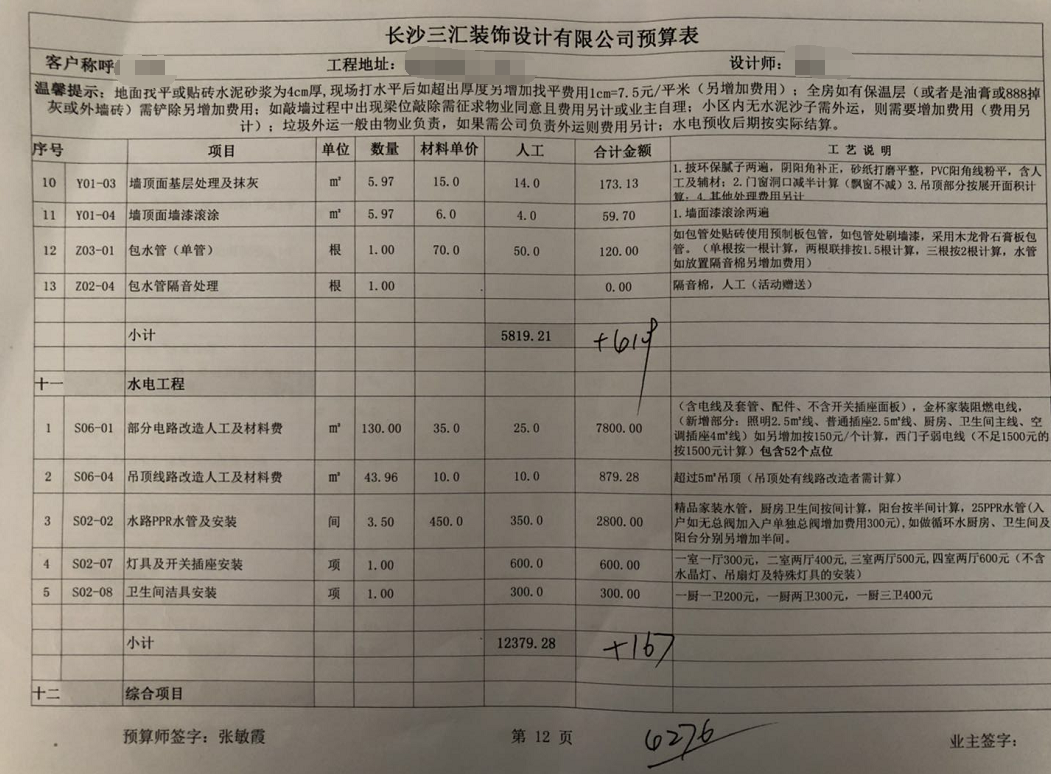 长沙三汇装饰设计有限公司预算表
客户称呼 工程地址: 设计师:
温馨提示: 地面找平或贴砖水泥砂浆为4cm厚,现场打水平后如超出厚度另增加找平费用1cm=7.5元/平米(另增加费用); 全房如有保温层(或者是油膏或888掉
灰或外墙砖)需铲除另增加费用; 如敲墙过程中出现梁位敲除需征求物业同意且费用另计或业主自理; 小区内无水泥沙子需外运, 则需要增加费用(费用另
计); 垃圾外运一般由物业负责, 如果需公司负责外运则费用另计; 水电预收后期按实际结算。
序号 项目 单位 数量 材料单价 人工 合计金额 工艺说明
10 Y01-03 墙顶面基层处理及抹灰 m² 5.97 15.0 14.0 173.13
1.披环保腻子两遍, 阴阳角补正, 砂纸打磨平整, PVC阳角线粉平, 含人
工及辅材; 2.门窗洞口减半计算(飘窗不减)3.吊顶部分按展开面积计
算, 4.其他处理费用另计
11 Y01-04 墙顶面墙漆滚涂 m² 5.97 6.0 4.0 59.70 1.墙面漆滚涂两遍
12 Z03-01 包水管(单管) 根 1.00 70.0 50.0 120.00
如包管处贴砖使用预制板包管, 如包管处刷墙漆, 采用木龙骨石膏板包
管。(单根按一根计算, 两根联排按1.5根计算, 三根按2根计算, 水管
如放置隔音棉另增加费用)
13 Z02-04 包水管隔音处理 根 1.00 0.00 隔音棉, 人工(活动赠送)
小计 5819.21 +619
十一 水电工程
1 S06-01 部分电路改造人工及材料费 m² 130.00 35.0 25.0 7800.00
(含电线及套管、配件、不含开关插座面板), 金杯家装阻燃电线,
(新增部分: 照明2.5m²线、普通插座2.5m²线、厨房、卫生间主线、空
调插座4m²线)如另增加按150元/个计算, 西门子弱电线(不足1500元的
按1500元计算)包含52个点位
2 S06-04 吊顶线路改造人工及材料费 m² 43.96 10.0 10.0 879.28 超过5m²吊顶(吊顶处有线路改造者需计算)
3 S02-02 水路PPR水管及安装 间 3.50 450.0 350.0 2800.00
精品家装水管, 厨房卫生间按间计算, 阳台按半间计算, 25PPR水管(入
户如无总阀加入户单独总阀增加费用300元),如做循环水厨房、卫生间及
阳台分别另增加半间。
4 S02-07 灯具及开关插座安装 项 1.00 600.0 600.00
一室一厅300元, 二室两厅400元,三室两厅500元,四室两厅600元(不含
水晶灯、吊扇灯及特殊灯具的安装)
5 S02-08 卫生间洁具安装 项 1.00 300.0 300.00 一厨一卫200元, 一厨两卫300元, 一厨三卫400元
小计 12379.28 +167
十二 综合项目
预算师签字: 张敏霞 第 12 页 6276 业主签字: